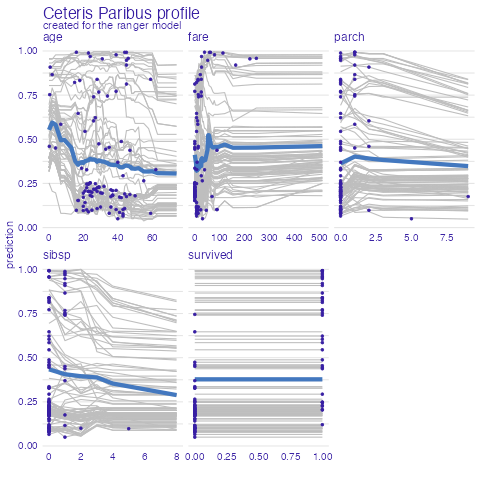 Ceteris Paribus profile
created for the ranger model
age fare parch
1.00
0.75
0.50
0.25
0.00
0 20 40 60 0 100 200 300 400 500 0.0 2.5 5.0 7.5
prediction
sibsp survived
1.00
0.75
0.50
0.25
0.00
0 2 4 6 8 0.00 0.25 0.50 0.75 1.00